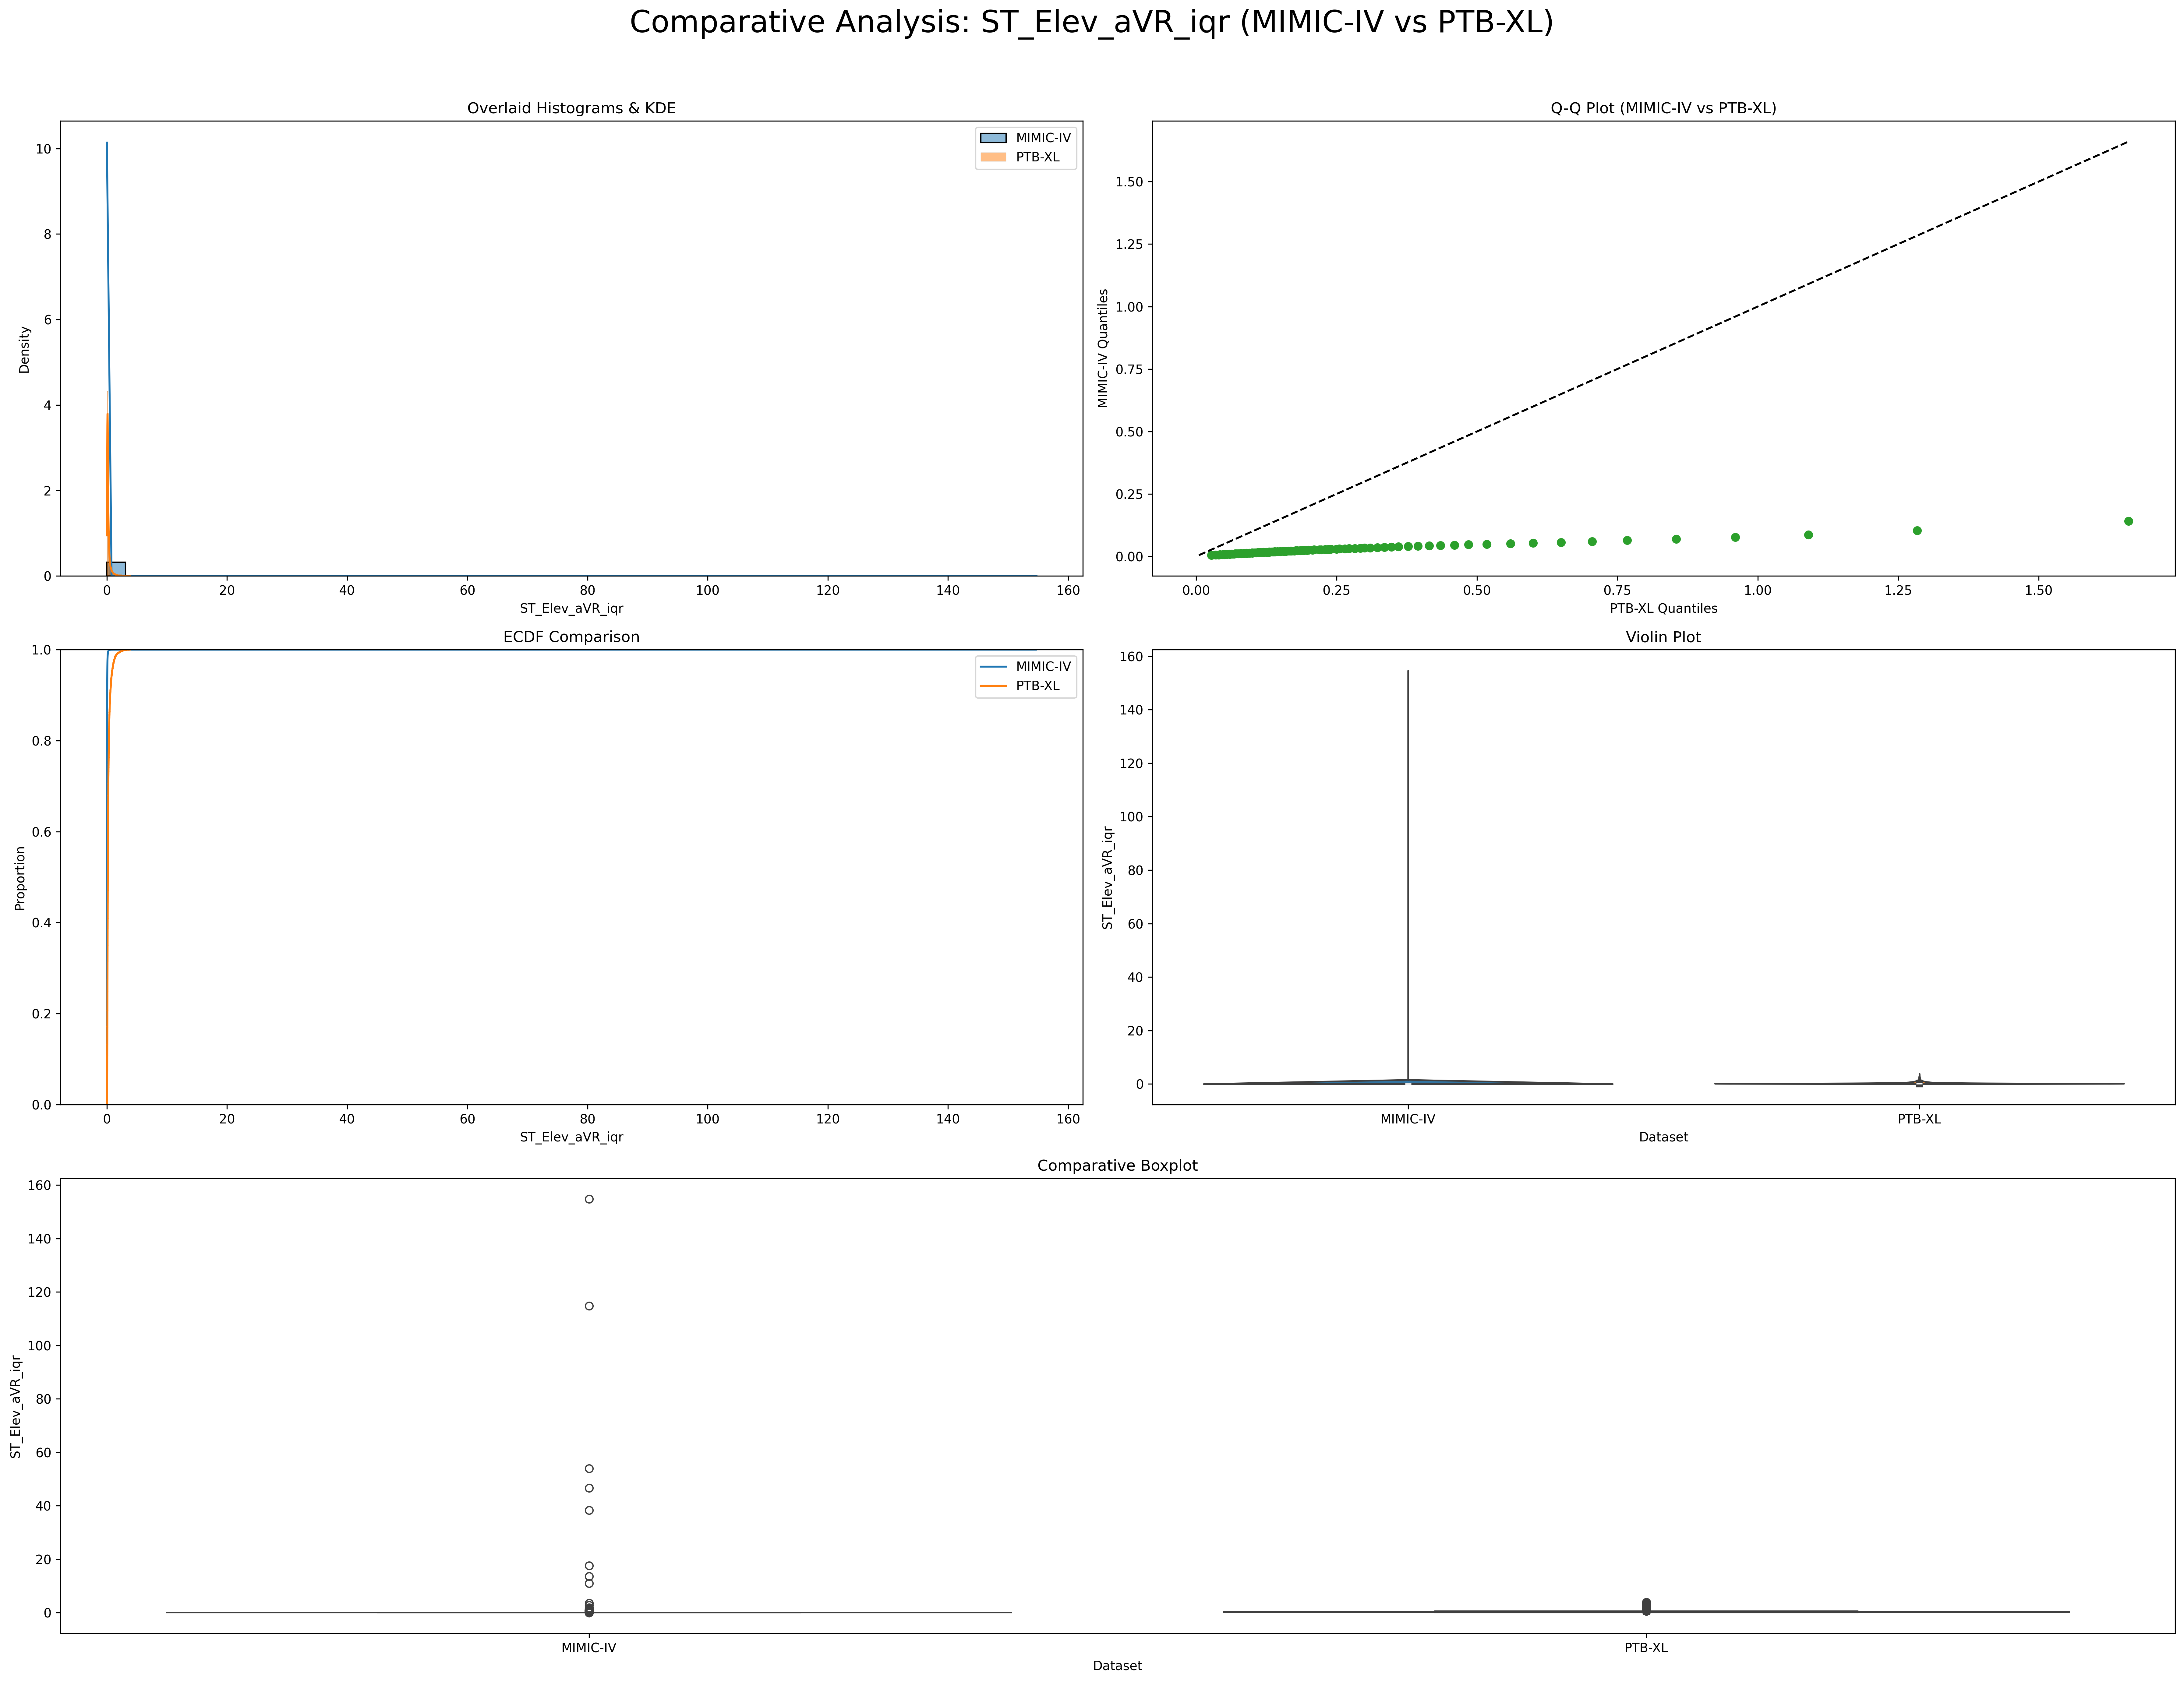 Comparative Analysis: ST_Elev_aVR_iqr (MIMIC-IV vs PTB-XL)
Overlaid Histograms & KDE
10
8
6
4
2
0
Density
0 20 40 60 80 100 120 140 160
ST_Elev_aVR_iqr
MIMIC-IV
PTB-XL
Q-Q Plot (MIMIC-IV vs PTB-XL)
1.50
1.25
1.00
0.75
0.50
0.25
0.00
MIMIC-IV Quantiles
0.00 0.25 0.50 0.75 1.00 1.25 1.50
PTB-XL Quantiles
ECDF Comparison
1.0
0.8
0.6
0.4
0.2
0.0
Proportion
0 20 40 60 80 100 120 140 160
ST_Elev_aVR_iqr
MIMIC-IV
PTB-XL
Violin Plot
160
140
120
100
80
60
40
20
0
ST_Elev_aVR_iqr
MIMIC-IV PTB-XL
Dataset
Comparative Boxplot
160
140
120
100
80
60
40
20
0
ST_Elev_aVR_iqr
MIMIC-IV PTB-XL
Dataset